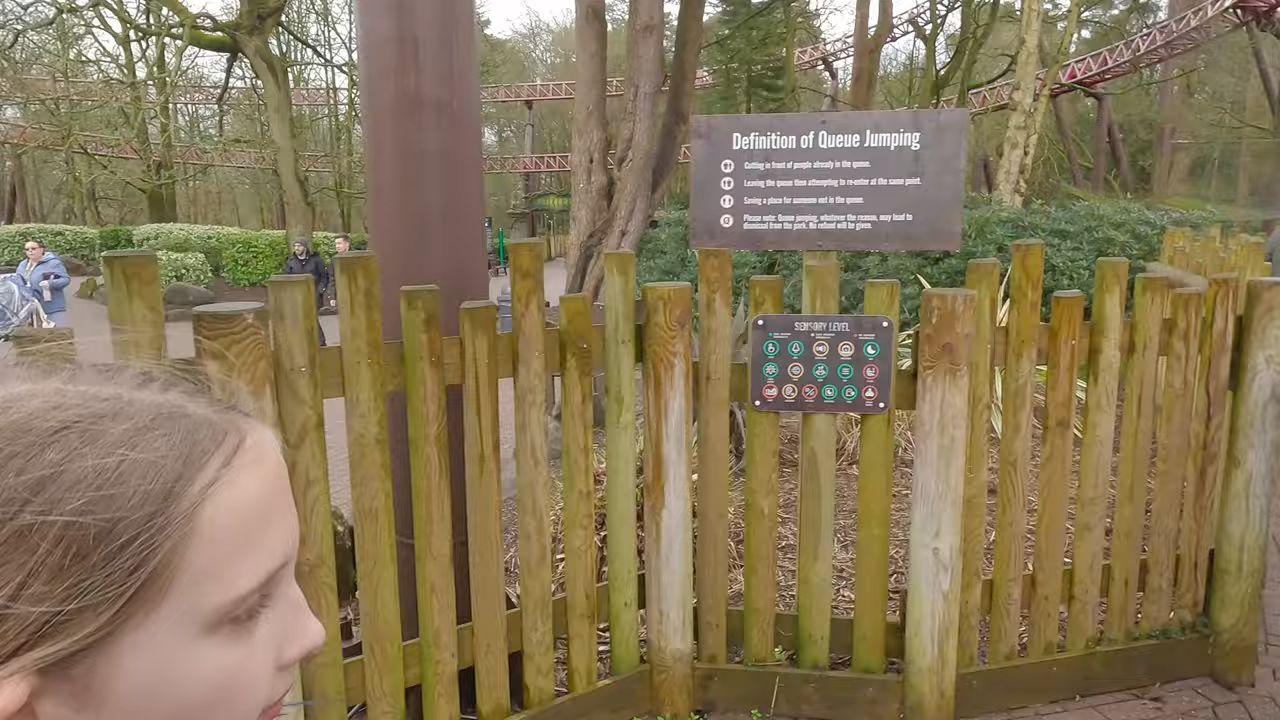 Definition of Queue Jumping
Cutting in front of people already in the queue.
Leaving the queue then attempting to re-enter at the same point.
Saving a place for someone not in the queue.
Please note: Queue jumping, whatever the reason, may lead to
dismissal from the park. No refund will be given.
SENSORY LEVEL